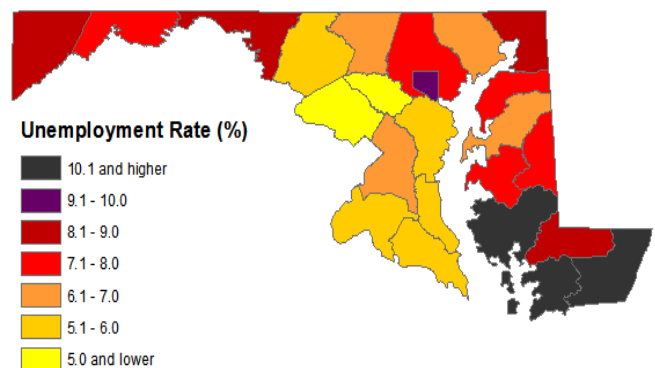 Unemployment Rate (%)
10.1 and higher
9.1 - 10.0
8.1 - 9.0
7.1 - 8.0
6.1 - 7.0
5.1 - 6.0
5.0 and lower